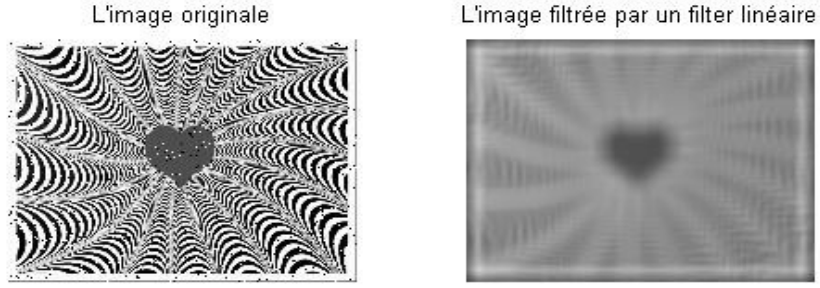 L'image originale
L'image filtrée par un filter linéaire